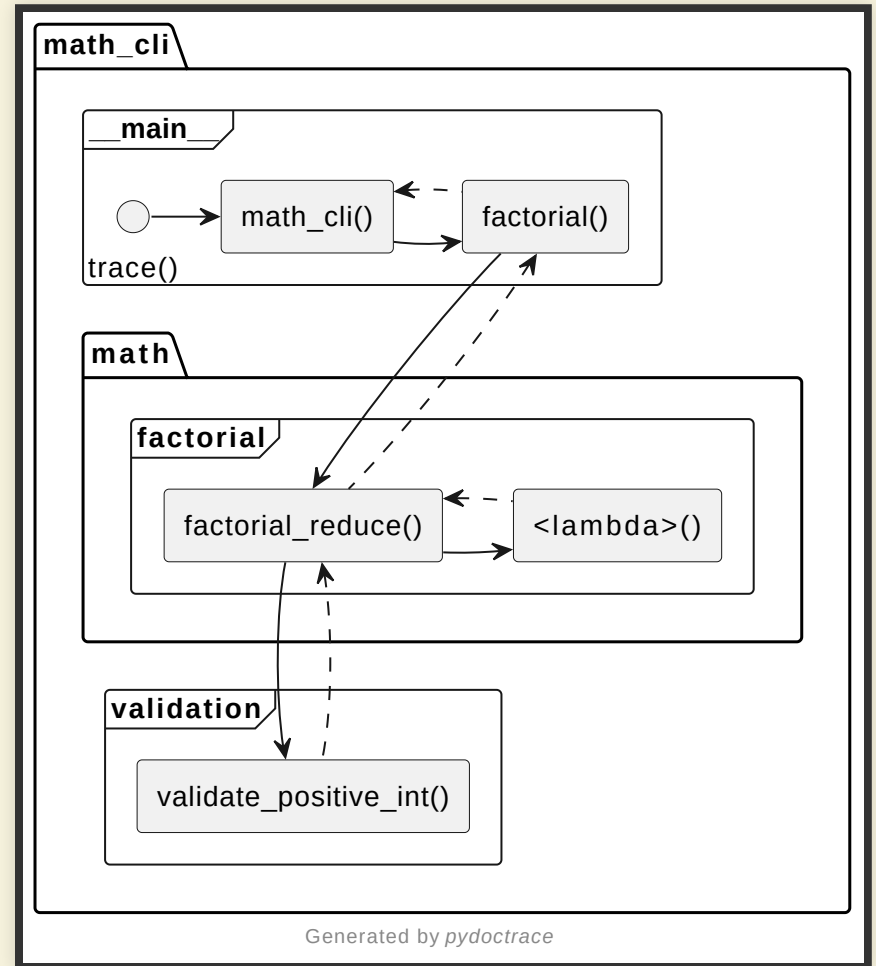 math_cli
__main__
math_cli()
factorial()
trace()
math
factorial
factorial_reduce()
<lambda>()
validation
validate_positive_int()
Generated by pydoctrace